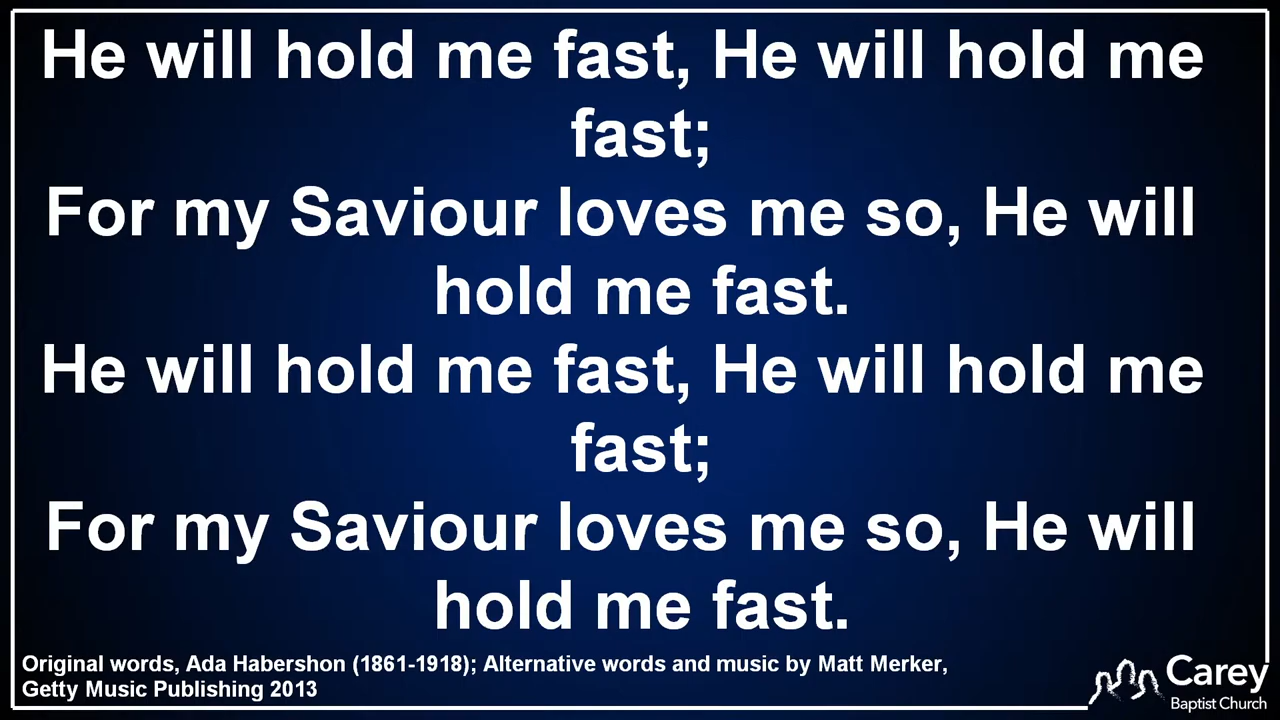 He will hold me fast, He will hold me
fast;
For my Saviour loves me so, He will
hold me fast.
He will hold me fast, He will hold me
fast;
For my Saviour loves me so, He will
hold me fast.
Original words, Ada Habershon (1861-1918); Alternative words and music by Matt Merker,
Getty Music Publishing 2013
Carey
Baptist Church